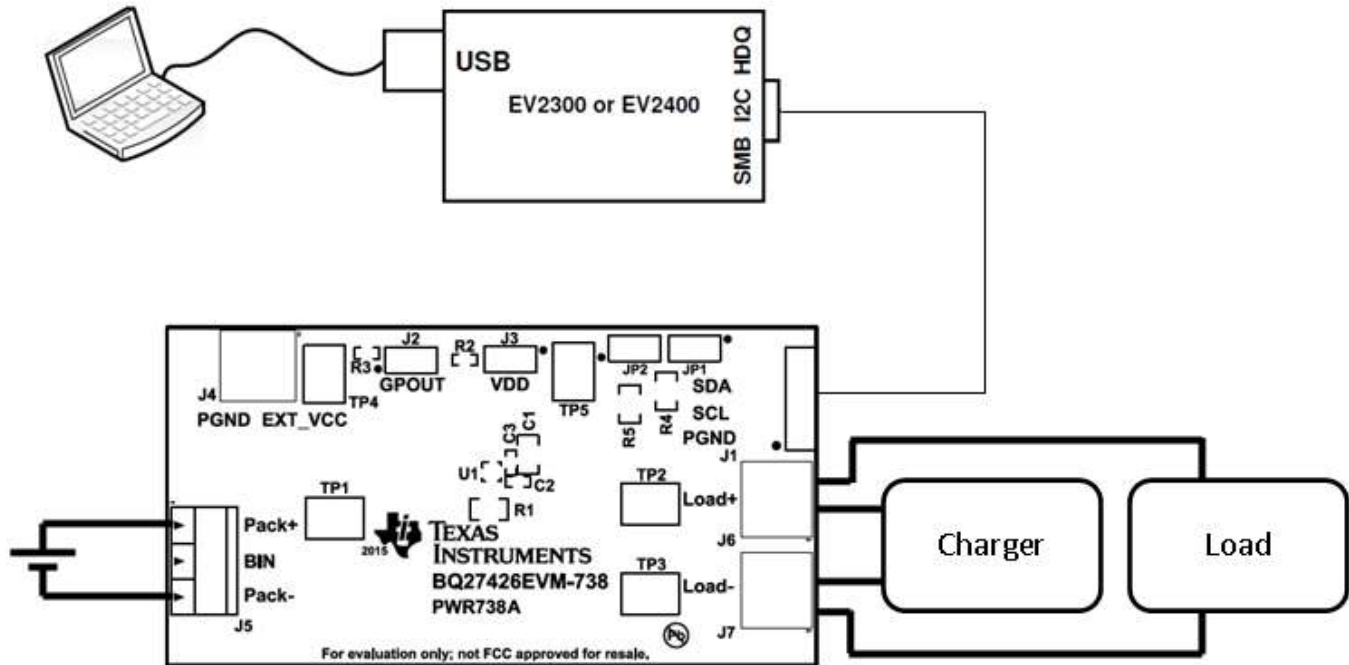 USB
EV2300 or EV2400
SMB I2C HDQ
J4
PGND EXT_VCC
R3
J2
GPOUT
TP4
R2
J3
VDD
TP5
JP2
JP1
R5
R4
SDA
SCL
PGND
J1
C3
C1
U1
C2
R1
TP1
TP2
Load+
J6
TP3
Load-
J7
Pack+
BIN
Pack-
J5
2015
ti
TEXAS
INSTRUMENTS
BQ27426EVM-738
PWR738A
Pb
For evaluation only; not FCC approved for resale.
Charger
Load